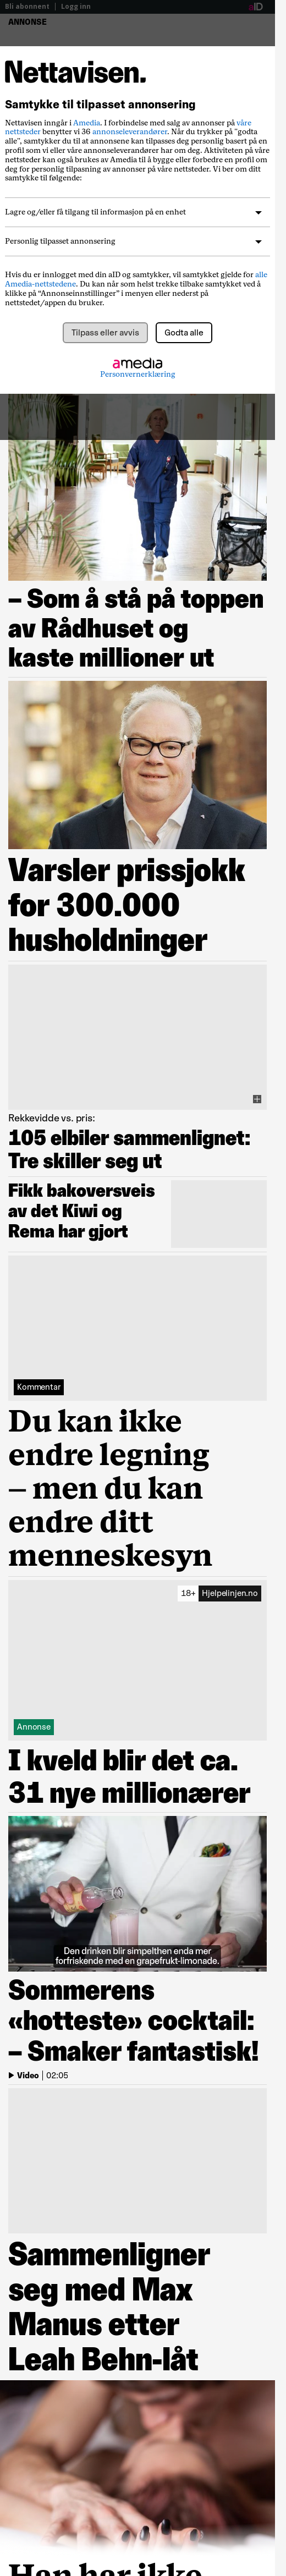 Bli abonnent | Logg inn
aID
ANNONSE
Nettavisen.
Samtykke til tilpasset annonsering
Nettavisen inngår i Amedia. I forbindelse med salg av annonser på våre
nettsteder benytter vi 36 annonseleverandører. Når du trykker på "godta
alle", samtykker du til at annonsene kan tilpasses deg personlig basert på en
profil som vi eller våre annonseleverandører har om deg. Aktiviteten på våre
nettsteder kan også brukes av Amedia til å bygge eller forbedre en profil om
deg for personlig tilpasning av annonser på våre nettsteder. Vi ber om ditt
samtykke til følgende:
Lagre og/eller få tilgang til informasjon på en enhet
Personlig tilpasset annonsering
Hvis du er innlogget med din aID og samtykker, vil samtykket gjelde for alle
Amedia-nettstedene. Du kan når som helst trekke tilbake samtykket ved å
klikke på “Annonseinnstillinger” i menyen eller nederst på
nettstedet/appen du bruker.
Tilpass eller avvis
Godta alle
amedia
Personvernerklæring
– Som å stå på toppen
av Rådhuset og
kaste millioner ut
Varsler prissjokk
for 300.000
husholdninger
Rekkevidde vs. pris:
105 elbiler sammenlignet:
Tre skiller seg ut
Fikk bakoversveis
av det Kiwi og
Rema har gjort
Kommentar
Du kan ikke
endre legning
– men du kan
endre ditt
menneskesyn
18+ Hjelpelinjen.no
Annonse
I kveld blir det ca.
31 nye millionærer
Den drinken blir simpelthen enda mer
forfriskende med en grapefrukt-limonade.
Sommerens
«hotteste» cocktail:
– Smaker fantastisk!
Video | 02:05
Sammenligner
seg med Max
Manus etter
Leah Behn-låt
Han har ikke